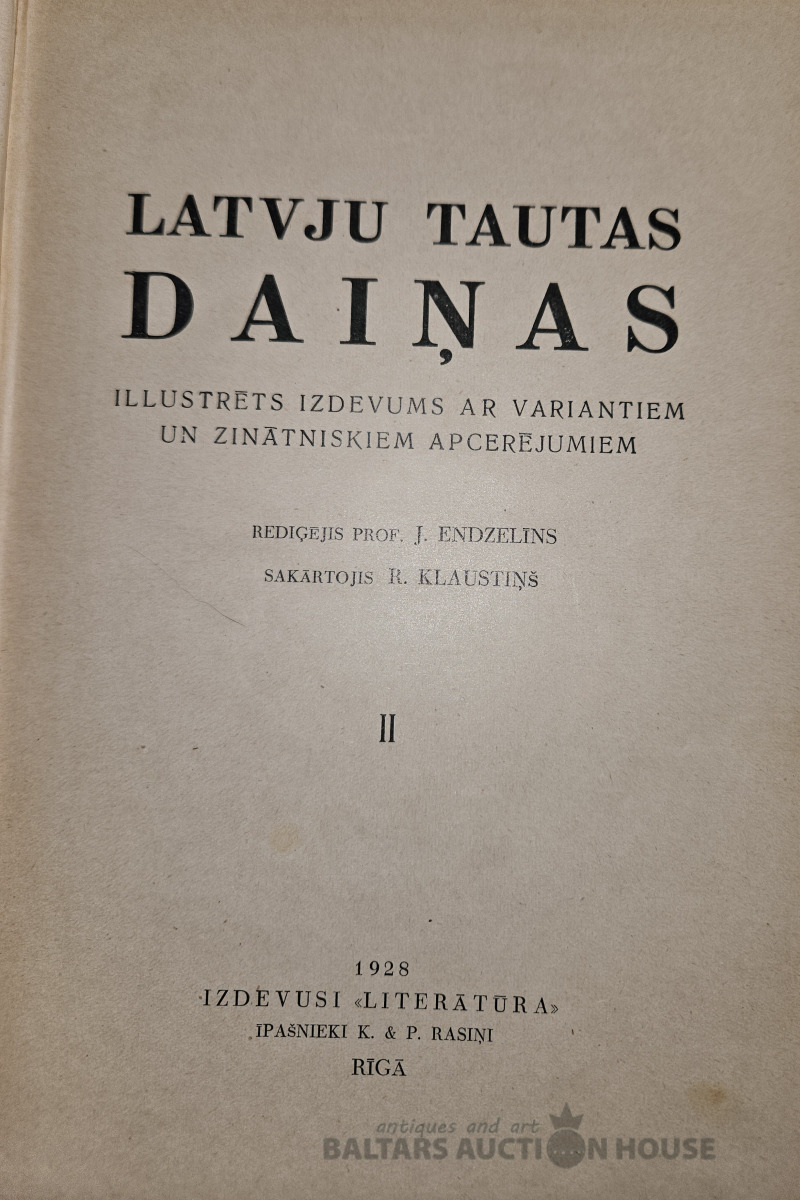 LATVJU TAUTAS
DAIŅAS
ILLUSTRĒTS IZDEVUMS AR VARIANTIEM
UN ZINĀTNISKIEM APCERĒJUMIEM
REDIĢĒJIS PROF. J. ENDZELĪNS
SAKĀRTOJIS R. KLAUSTIŅŠ
II
1928
IZDEVUSI «LITERĀTŪRA»
ĪPAŠNIEKI K. & P. RASIŅI
RĪGĀ
antiques and art
BALTARS AUCTION HOUSE